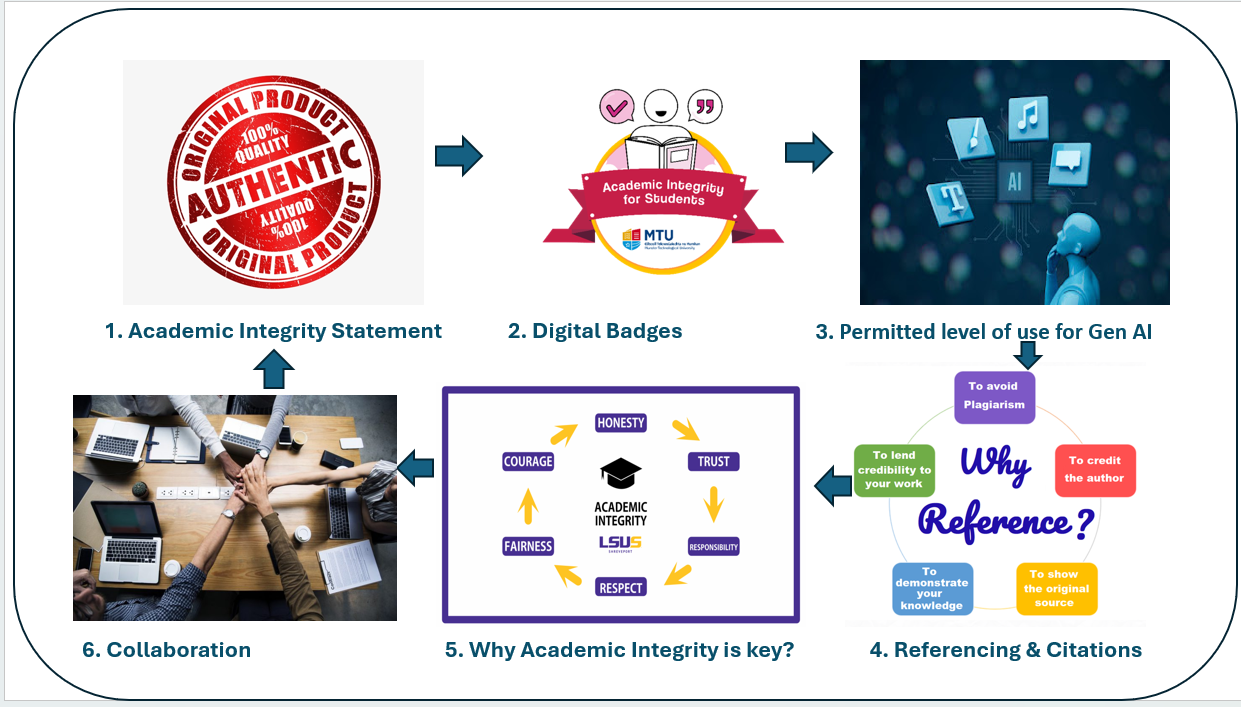 ORIGINAL PRODUCT
100%
QUALITY
AUTHENTIC
100%
QUALITY
ORIGINAL PRODUCT
1. Academic Integrity Statement
Academic Integrity
for Students
MTU
2. Digital Badges
T
AI
3. Permitted level of use for Gen AI
To avoid
Plagiarism
To lend
credibility to
your work
Why
Reference?
To credit
the author
To
demonstrate
your
knowledge
To show
the original
source
4. Referencing & Citations
HONESTY
COURAGE
TRUST
ACADEMIC
INTEGRITY
LSUS
SHREVEPORT
FAIRNESS
RESPONSIBILITY
RESPECT
5. Why Academic Integrity is key?
6. Collaboration